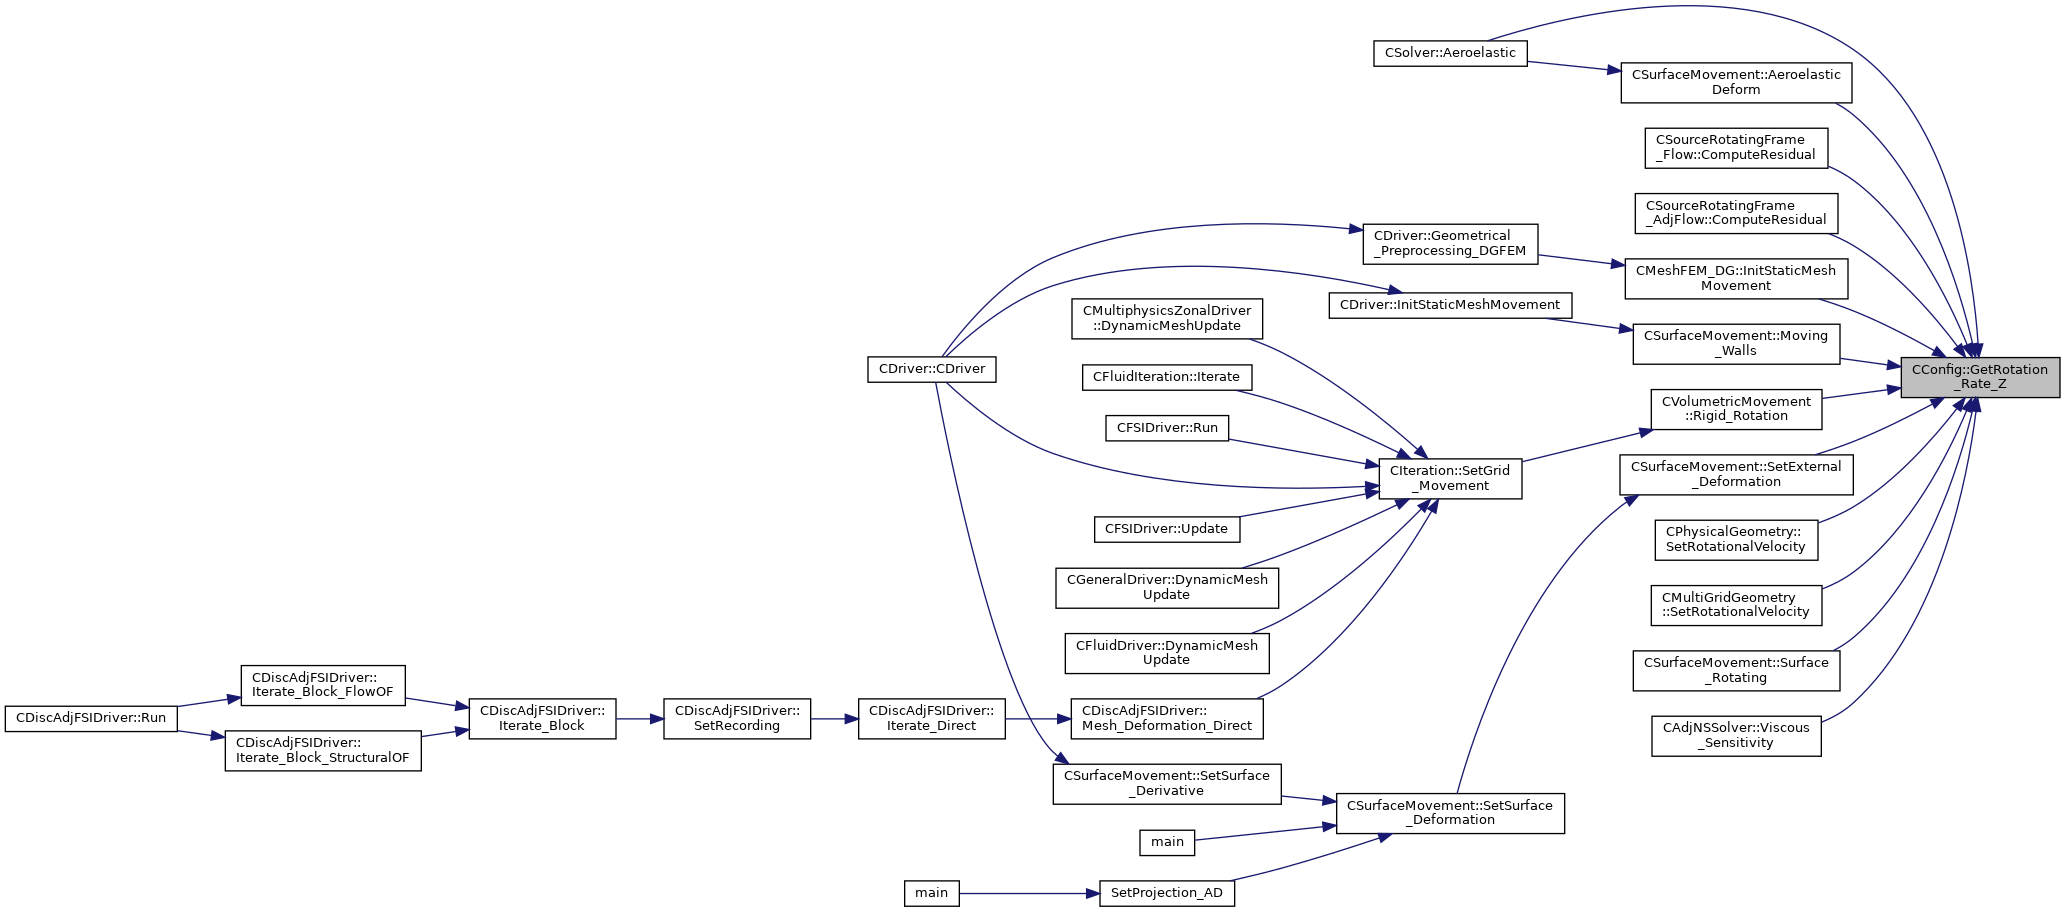 CSolver::Aeroelastic
CSurfaceMovement::Aeroelastic
Deform
CSourceRotatingFrame
_Flow::ComputeResidual
CSourceRotatingFrame
_AdjFlow::ComputeResidual
CDriver::Geometrical
_Preprocessing_DGFEM
CMeshFEM_DG::InitStaticMesh
Movement
CDriver::InitStaticMeshMovement
CMultiphysicsZonalDriver
::DynamicMeshUpdate
CSurfaceMovement::Moving
_Walls
CDriver::CDriver
CFluidIteration::Iterate
CConfig::GetRotation
_Rate_Z
CVolumetricMovement
::Rigid_Rotation
CFSIDriver::Run
CIteration::SetGrid
_Movement
CSurfaceMovement::SetExternal
_Deformation
CFSIDriver::Update
CPhysicalGeometry::
SetRotationalVelocity
CGeneralDriver::DynamicMesh
Update
CMultiGridGeometry
::SetRotationalVelocity
CFluidDriver::DynamicMesh
Update
CSurfaceMovement::Surface
_Rotating
CDiscAdjFSIDriver::Run
CDiscAdjFSIDriver::
Iterate_Block_FlowOF
CDiscAdjFSIDriver::
Iterate_Block_StructuralOF
CDiscAdjFSIDriver::
Iterate_Block
CDiscAdjFSIDriver::
SetRecording
CDiscAdjFSIDriver::
Iterate_Direct
CDiscAdjFSIDriver::
Mesh_Deformation_Direct
CAdjNSSolver::Viscous
_Sensitivity
CSurfaceMovement::SetSurface
_Derivative
CSurfaceMovement::SetSurface
_Deformation
main
main
SetProjection_AD